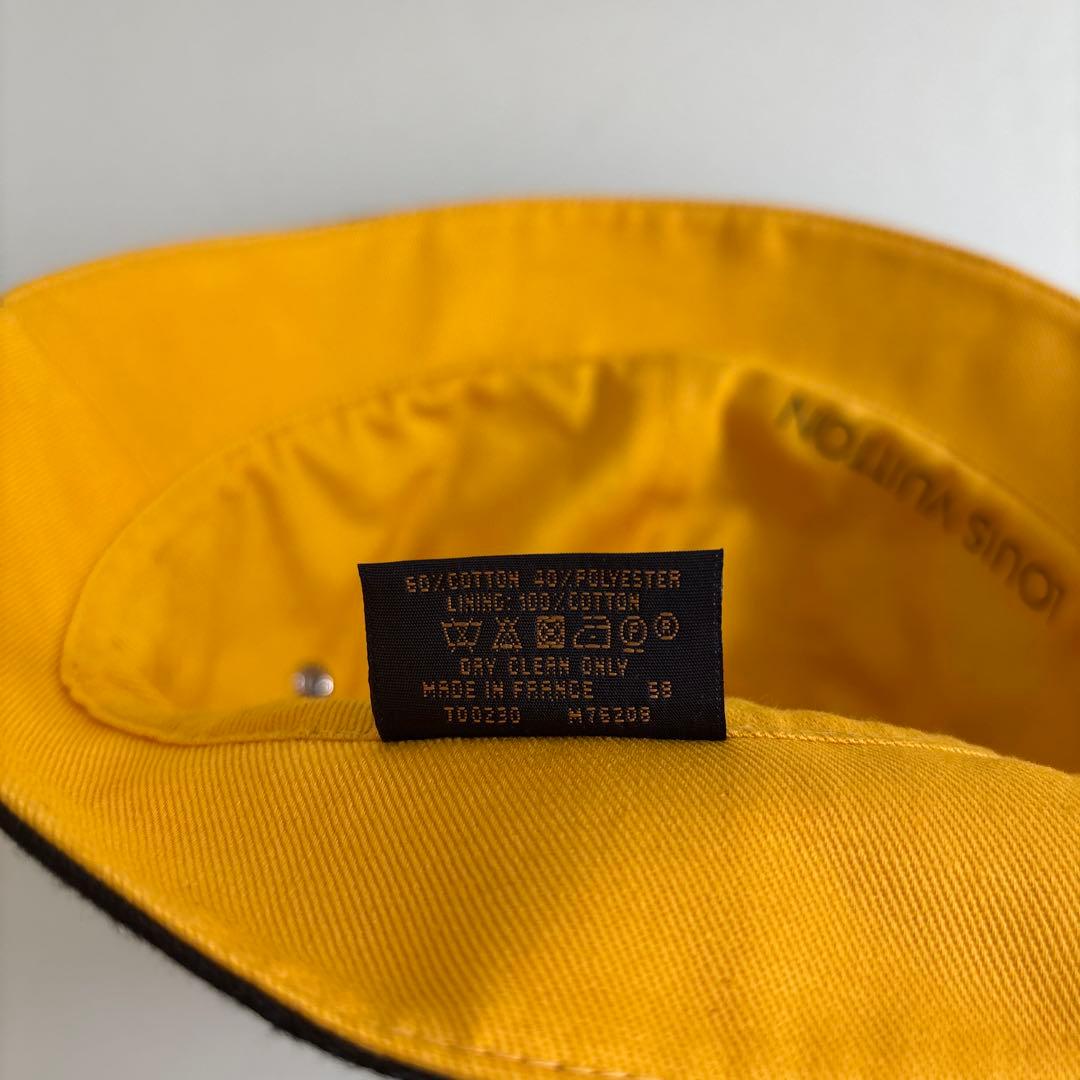 LOUIS VUITTON
60%COTTON 40%POLYESTER
LINING: 100%COTTON
F R
DRY CLEAN ONLY
MADE IN FRANCE 58
TO0230 M76208